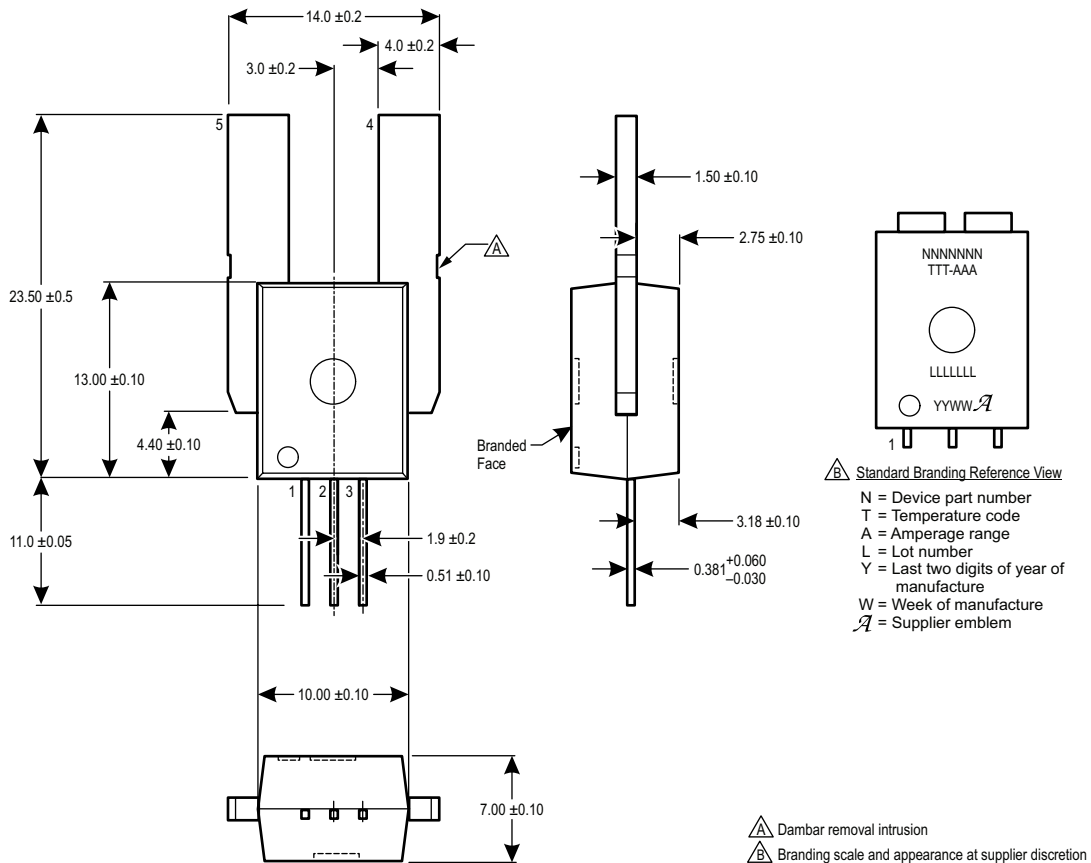 14.0 ±0.2
4.0 ±0.2
3.0 ±0.2
5
4
1.50 ±0.10
2.75 ±0.10
A
23.50 ±0.5
13.00 ±0.10
4.40 ±0.10
Branded
Face
1
2
3
11.0 ±0.05
1.9 ±0.2
0.51 ±0.10
3.18 ±0.10
0.381 +0.060
–0.030
10.00 ±0.10
7.00 ±0.10
NNNNNNN
TTT-AAA
LLLLLLL
YYWW A
1
B Standard Branding Reference View
N = Device part number
T = Temperature code
A = Amperage range
L = Lot number
Y = Last two digits of year of
manufacture
W = Week of manufacture
A = Supplier emblem
A Dambar removal intrusion
B Branding scale and appearance at supplier discretion